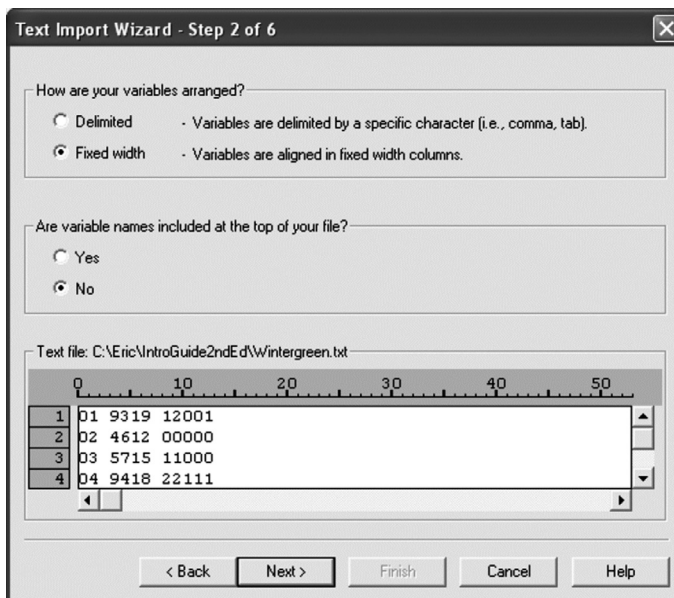 Text Import Wizard - Step 2 of 6
How are your variables arranged?
Delimited - Variables are delimited by a specific character (i.e., comma, tab).
Fixed width - Variables are aligned in fixed width columns.
Are variable names included at the top of your file?
Yes
No
Text file: C:\Eric\IntroGuide2ndEd\Wintergreen.txt
0 10 20 30 40 50
1 01 9319 12001
2 02 4612 00000
3 03 5715 11000
4 04 9418 22111
< Back Next > Finish Cancel Help